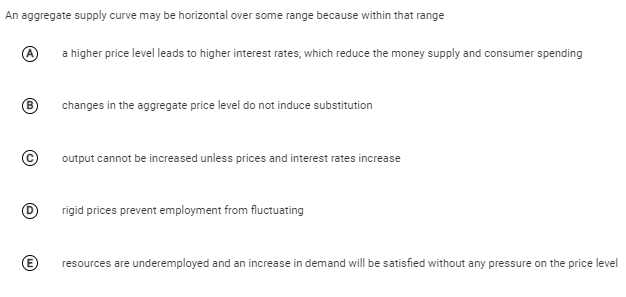 An aggregate supply curve may be horizontal over some range because within that range
A a higher price level leads to higher interest rates, which reduce the money supply and consumer spending
B changes in the aggregate price level do not induce substitution
C output cannot be increased unless prices and interest rates increase
D rigid prices prevent employment from fluctuating
E resources are underemployed and an increase in demand will be satisfied without any pressure on the price level